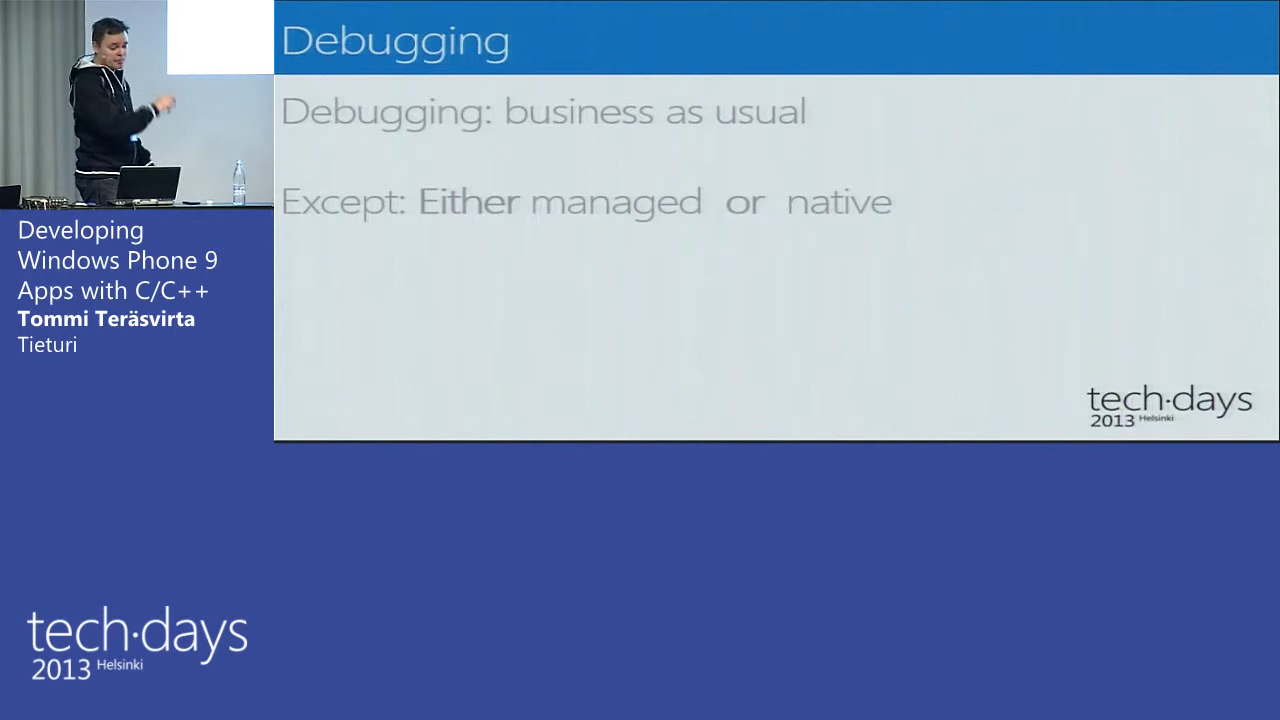 Debugging
Debugging: business as usual
Except: Either managed or native
tech·days
2013 Helsinki
Developing
Windows Phone 9
Apps with C/C++
Tommi Teräsvirta
Tieturi
tech·days
2013 Helsinki